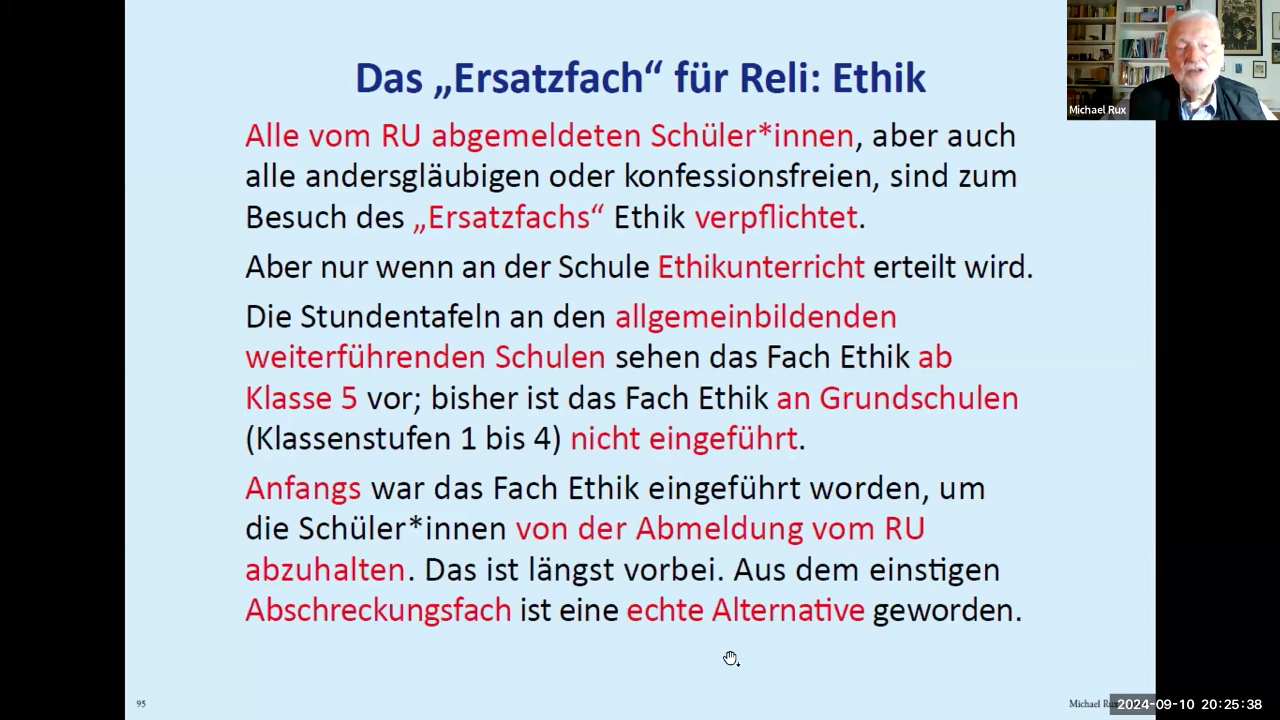 Das „Ersatzfach“ für Reli: Ethik
Alle vom RU abgemeldeten Schüler*innen, aber auch
alle andersgläubigen oder konfessionsfreien, sind zum
Besuch des „Ersatzfachs“ Ethik verpflichtet.
Aber nur wenn an der Schule Ethikunterricht erteilt wird.
Die Stundentafeln an den allgemeinbildenden
weiterführenden Schulen sehen das Fach Ethik ab
Klasse 5 vor; bisher ist das Fach Ethik an Grundschulen
(Klassenstufen 1 bis 4) nicht eingeführt.
Anfangs war das Fach Ethik eingeführt worden, um
die Schüler*innen von der Abmeldung vom RU
abzuhalten. Das ist längst vorbei. Aus dem einstigen
Abschreckungsfach ist eine echte Alternative geworden.
Michael Rux
95
Michael Rux
2024-09-10 20:25:38